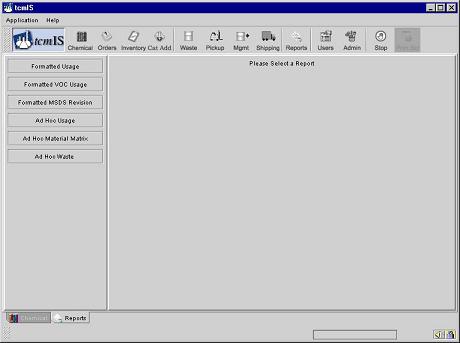 tcmIS
Application Help
tcmIS
Chemical Orders Inventory Cat Add. Waste Pickup Mgmt Shipping Reports Users Admin Stop Print Scr
Formatted Usage
Please Select a Report
Formatted VOC Usage
Formatted MSDS Revision
Ad Hoc Usage
Ad Hoc Material Matrix
Ad Hoc Waste
Chemical Reports